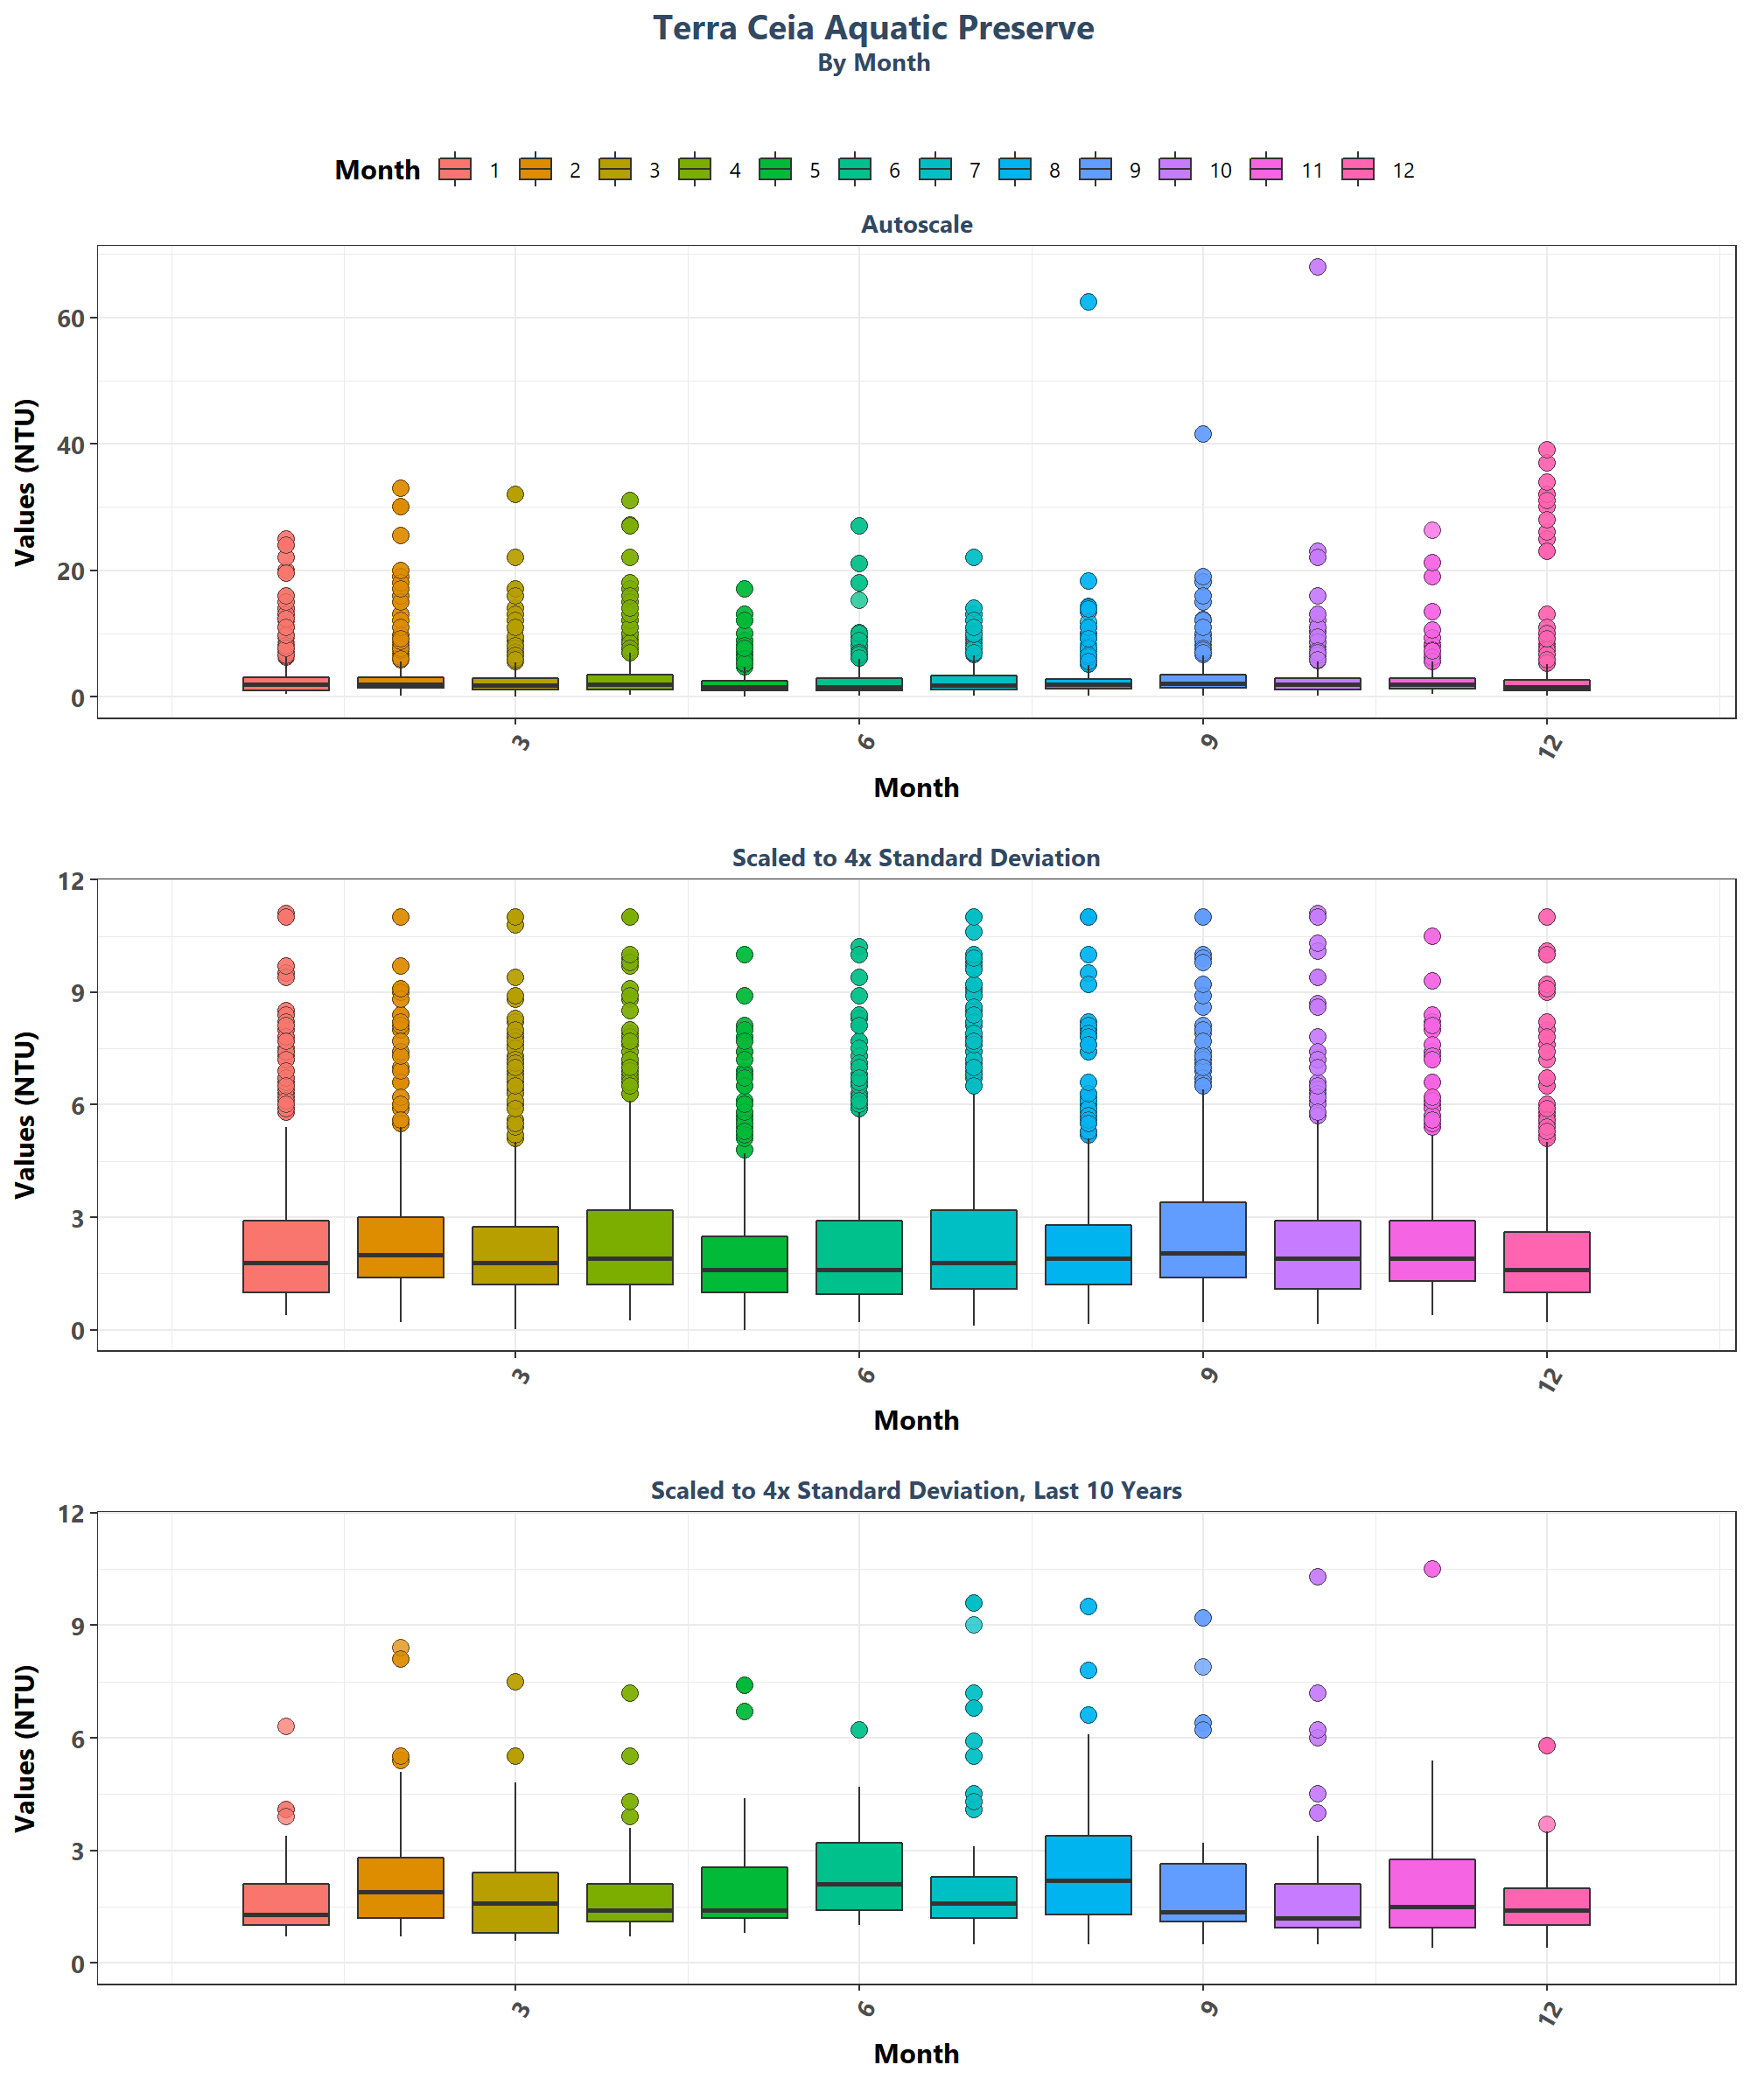 Terra Ceia Aquatic Preserve
By Month
Month 1 2 3 4 5 6 7 8 9 10 11 12
Autoscale
Values (NTU)
60
40
20
0
3 6 9 12
Month
Scaled to 4x Standard Deviation
Values (NTU)
12
9
6
3
0
3 6 9 12
Month
Scaled to 4x Standard Deviation, Last 10 Years
Values (NTU)
12
9
6
3
0
3 6 9 12
Month